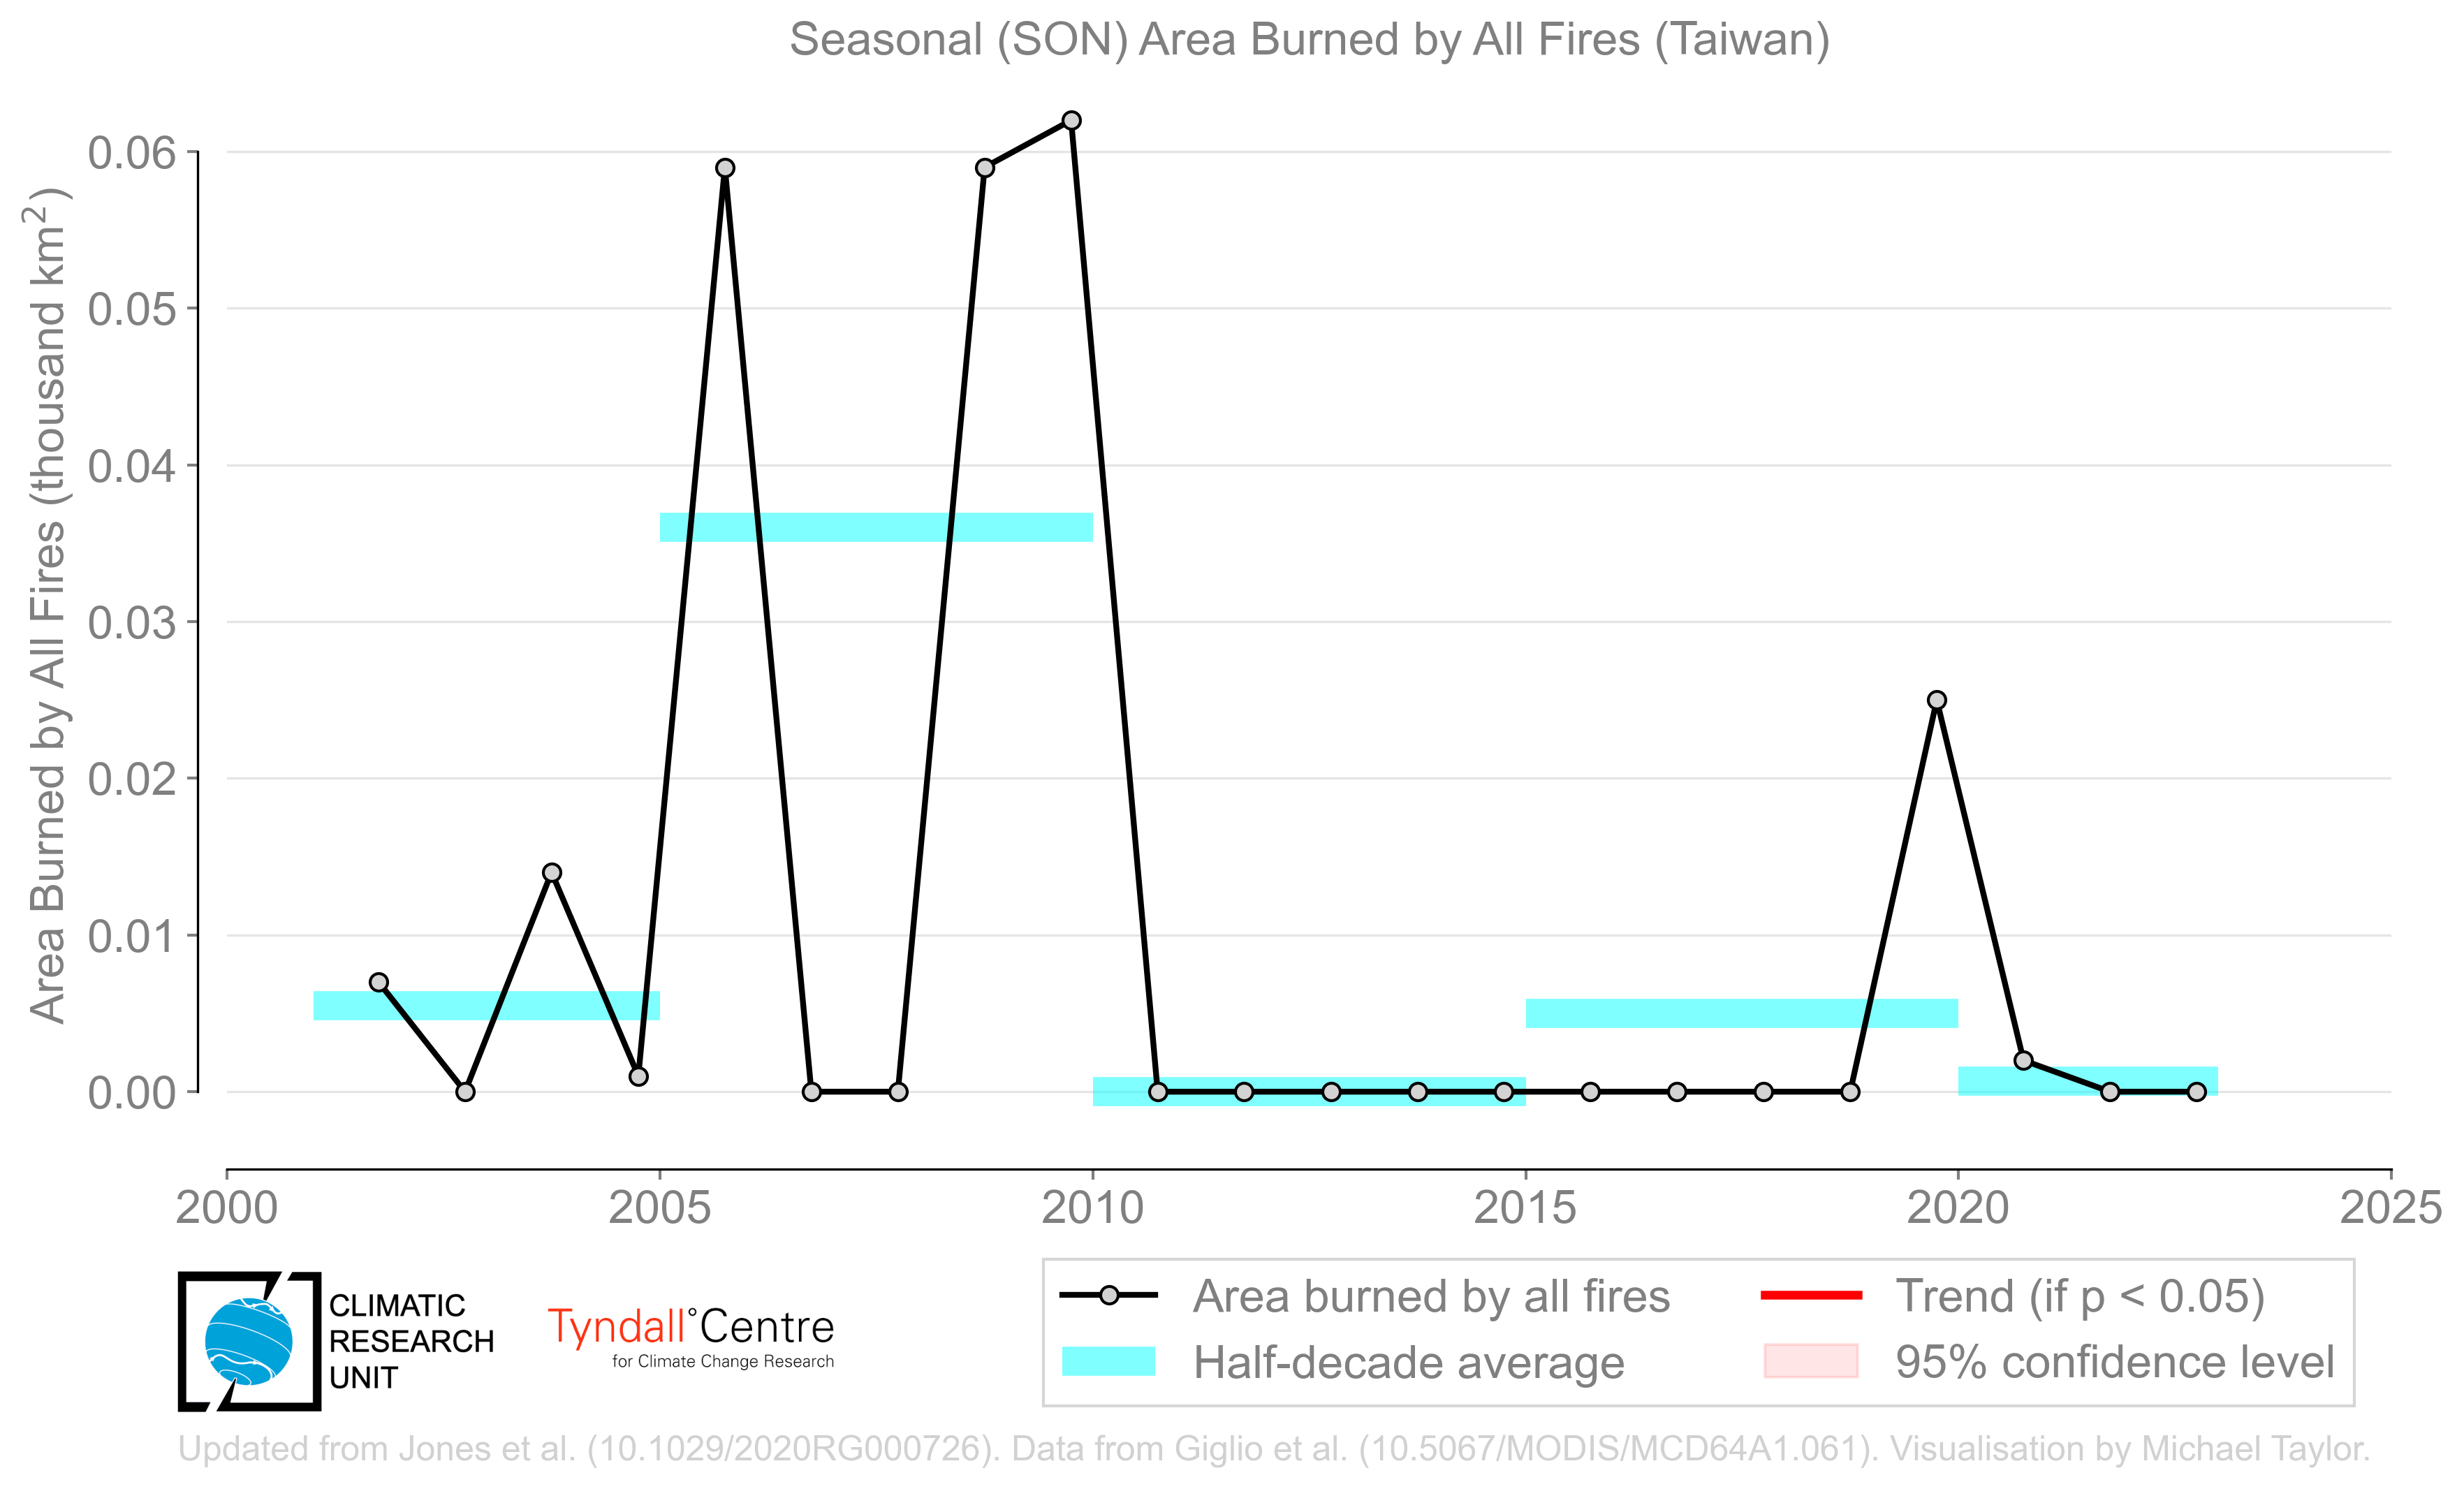 Seasonal (SON) Area Burned by All Fires (Taiwan)
Area Burned by All Fires (thousand km²)
0.06
0.05
0.04
0.03
0.02
0.01
0.00
2000 2005 2010 2015 2020 2025
Area burned by all fires
Half-decade average
Trend (if p < 0.05)
95% confidence level
CLIMATIC
RESEARCH
UNIT
Tyndall°Centre
for Climate Change Research
Updated from Jones et al. (10.1029/2020RG000726). Data from Giglio et al. (10.5067/MODIS/MCD64A1.061). Visualisation by Michael Taylor.